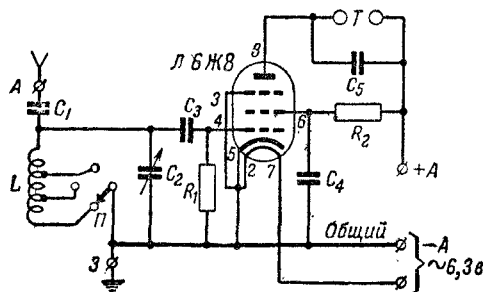 Л 6Ж8
8
Т
А
C₁
C₃
3
4
6
C₅
R₂
L
П
C₂
R₁
5
2
7
C₄
+А
З
Общий
–А
~6,3в